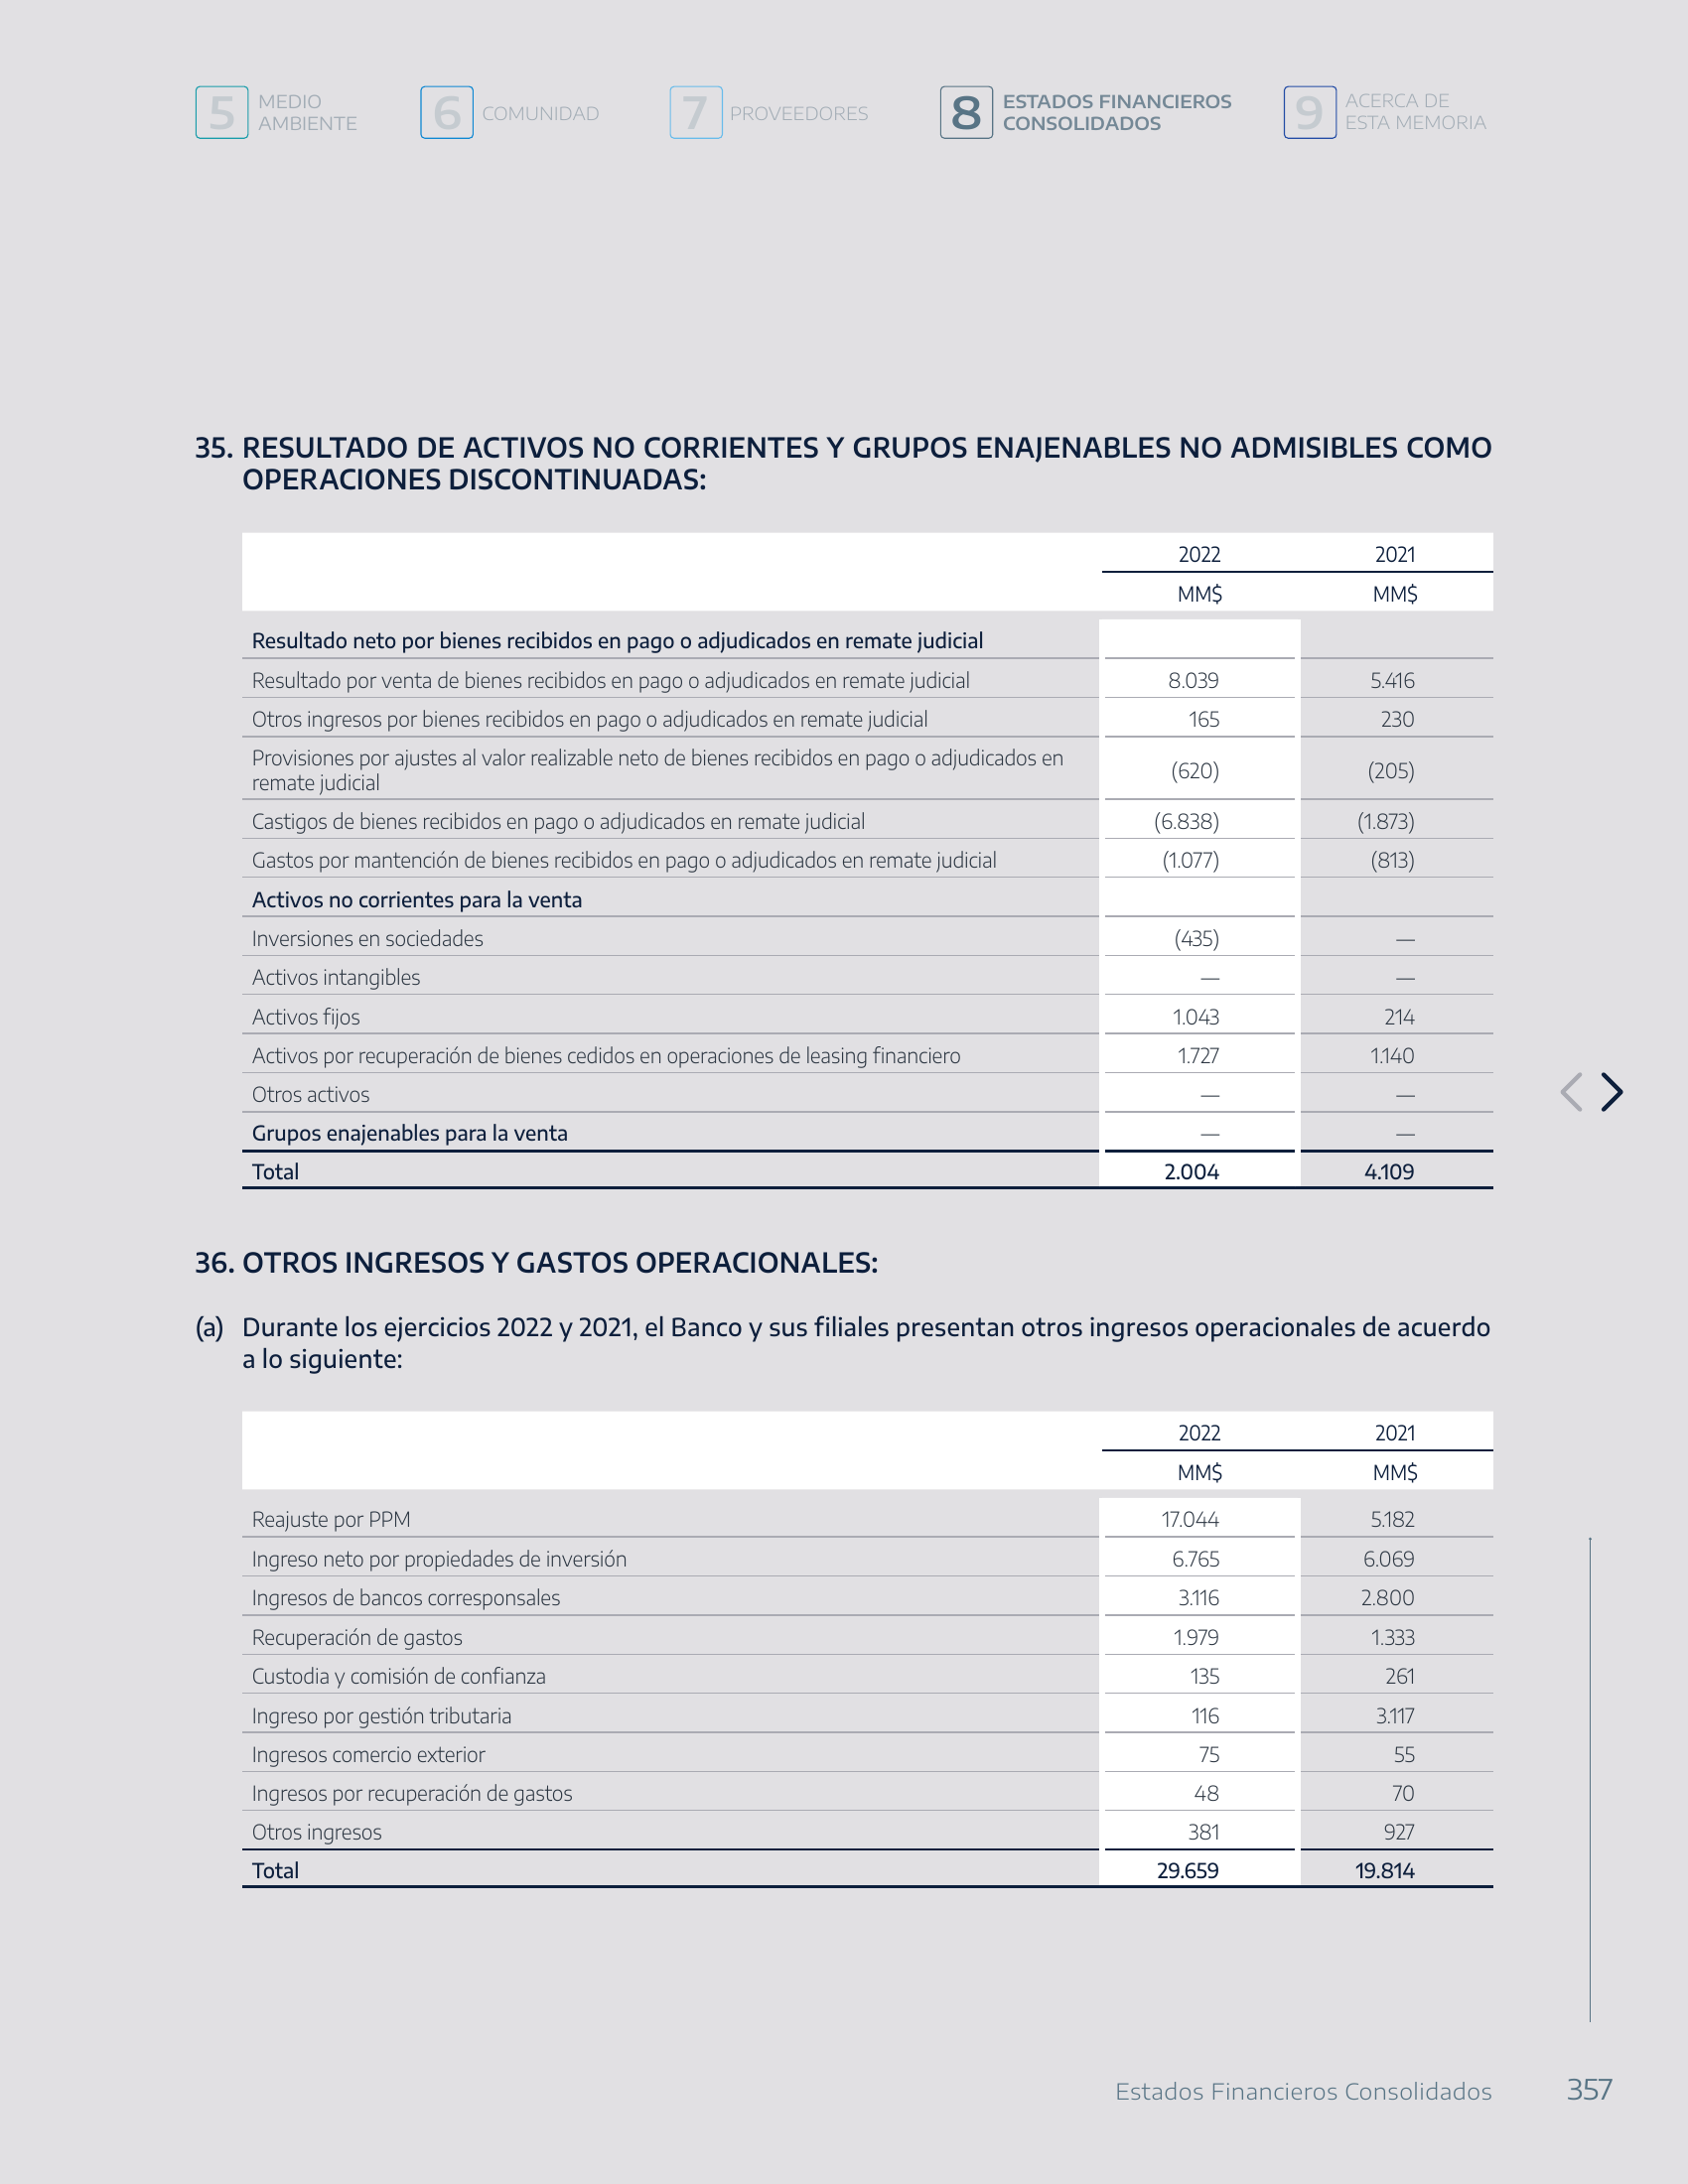 5 MEDIO AMBIENTE
6 COMUNIDAD
7 PROVEEDORES
8 ESTADOS FINANCIEROS CONSOLIDADOS
9 ACERCA DE ESTA MEMORIA
35. RESULTADO DE ACTIVOS NO CORRIENTES Y GRUPOS ENAJENABLES NO ADMISIBLES COMO
OPERACIONES DISCONTINUADAS:
2022 2021
MM$ MM$
Resultado neto por bienes recibidos en pago o adjudicados en remate judicial
Resultado por venta de bienes recibidos en pago o adjudicados en remate judicial 8.039 5.416
Otros ingresos por bienes recibidos en pago o adjudicados en remate judicial 165 230
Provisiones por ajustes al valor realizable neto de bienes recibidos en pago o adjudicados en
remate judicial (620) (205)
Castigos de bienes recibidos en pago o adjudicados en remate judicial (6.838) (1.873)
Gastos por mantención de bienes recibidos en pago o adjudicados en remate judicial (1.077) (813)
Activos no corrientes para la venta
Inversiones en sociedades (435) —
Activos intangibles — —
Activos fijos 1.043 214
Activos por recuperación de bienes cedidos en operaciones de leasing financiero 1.727 1.140
Otros activos — —
Grupos enajenables para la venta — —
Total 2.004 4.109
36. OTROS INGRESOS Y GASTOS OPERACIONALES:
(a) Durante los ejercicios 2022 y 2021, el Banco y sus filiales presentan otros ingresos operacionales de acuerdo
a lo siguiente:
2022 2021
MM$ MM$
Reajuste por PPM 17.044 5.182
Ingreso neto por propiedades de inversión 6.765 6.069
Ingresos de bancos corresponsales 3.116 2.800
Recuperación de gastos 1.979 1.333
Custodia y comisión de confianza 135 261
Ingreso por gestión tributaria 116 3.117
Ingresos comercio exterior 75 55
Ingresos por recuperación de gastos 48 70
Otros ingresos 381 927
Total 29.659 19.814
Estados Financieros Consolidados 357